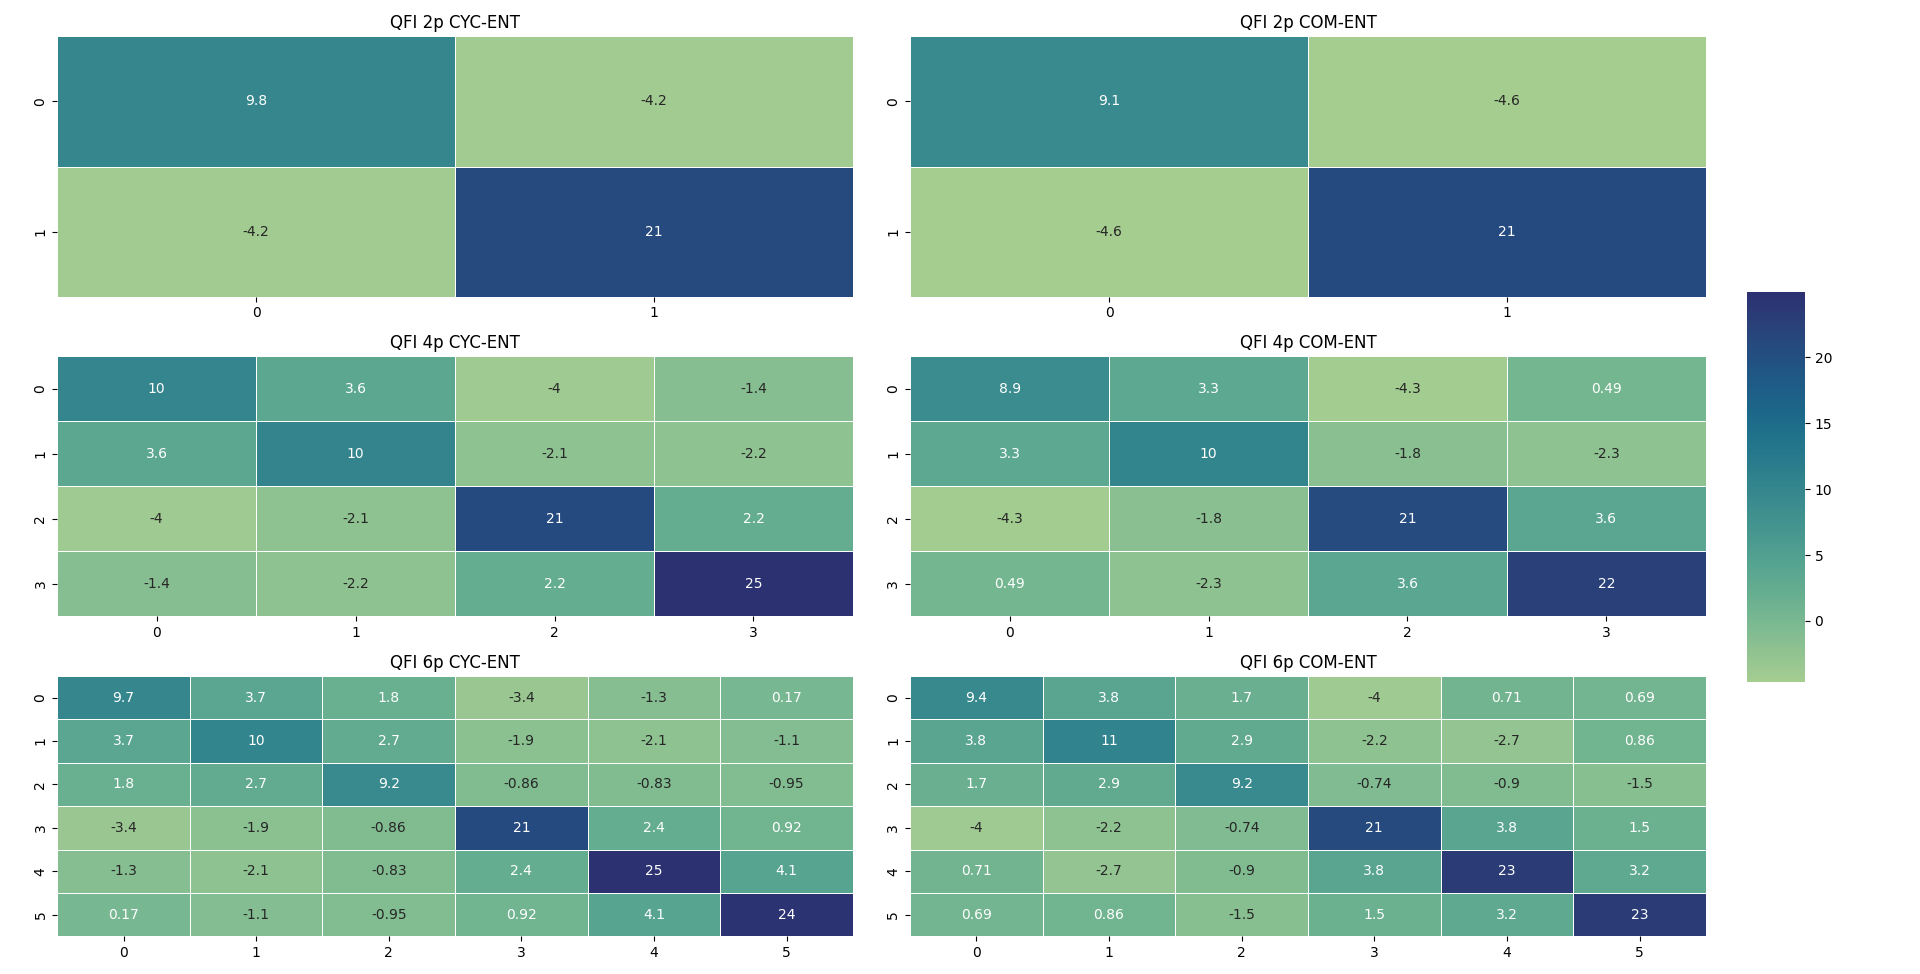 QFI 2p CYC-ENT
QFI 2p COM-ENT
0 9.8 -4.2
1 -4.2 21
0 1
0 9.1 -4.6
1 -4.6 21
0 1
QFI 4p CYC-ENT
QFI 4p COM-ENT
0 10 3.6 -4 -1.4
1 3.6 10 -2.1 -2.2
2 -4 -2.1 21 2.2
3 -1.4 -2.2 2.2 25
0 1 2 3
0 8.9 3.3 -4.3 0.49
1 3.3 10 -1.8 -2.3
2 -4.3 -1.8 21 3.6
3 0.49 -2.3 3.6 22
0 1 2 3
QFI 6p CYC-ENT
QFI 6p COM-ENT
0 9.7 3.7 1.8 -3.4 -1.3 0.17
1 3.7 10 2.7 -1.9 -2.1 -1.1
2 1.8 2.7 9.2 -0.86 -0.83 -0.95
3 -3.4 -1.9 -0.86 21 2.4 0.92
4 -1.3 -2.1 -0.83 2.4 25 4.1
5 0.17 -1.1 -0.95 0.92 4.1 24
0 1 2 3 4 5
0 9.4 3.8 1.7 -4 0.71 0.69
1 3.8 11 2.9 -2.2 -2.7 0.86
2 1.7 2.9 9.2 -0.74 -0.9 -1.5
3 -4 -2.2 -0.74 21 3.8 1.5
4 0.71 -2.7 -0.9 3.8 23 3.2
5 0.69 0.86 -1.5 1.5 3.2 23
0 1 2 3 4 5
20
15
10
5
0